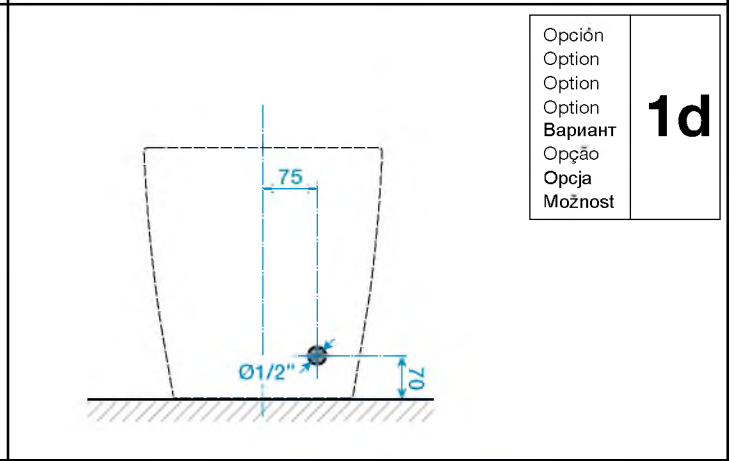 Opción
Option
Option
Option
Вариант
Opção
Opcja
Možnost
1d
75
Ø1/2"
70